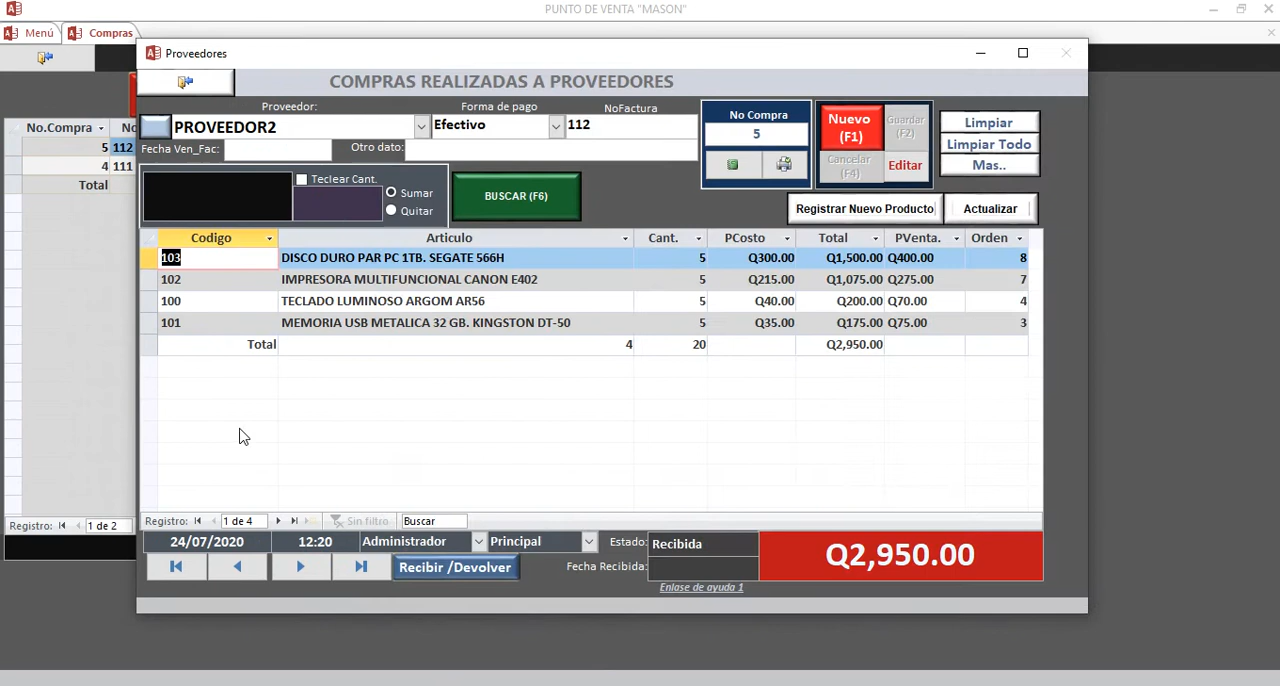 PUNTO DE VENTA "MASON"
Menú
Compras
Proveedores
COMPRAS REALIZADAS A PROVEEDORES
Proveedor:
Forma de pago
NoFactura
PROVEEDOR2
Efectivo
112
Fecha Ven_Fac:
Otro dato:
No Compra
5
Nuevo
(F1)
Guardar
(F2)
Cancelar
(F4)
Editar
Limpiar
Limpiar Todo
Mas..
Teclear Cant.
Sumar
Quitar
BUSCAR (F6)
Registrar Nuevo Producto
Actualizar
No.Compra No
5 112
4 111
Total
Codigo Articulo Cant. PCosto Total PVenta. Orden
103 DISCO DURO PAR PC 1TB. SEGATE 566H 5 Q300.00 Q1,500.00 Q400.00 8
102 IMPRESORA MULTIFUNCIONAL CANON E402 5 Q215.00 Q1,075.00 Q275.00 7
100 TECLADO LUMINOSO ARGOM AR56 5 Q40.00 Q200.00 Q70.00 4
101 MEMORIA USB METALICA 32 GB. KINGSTON DT-50 5 Q35.00 Q175.00 Q75.00 3
Total 4 20 Q2,950.00
Registro: 1 de 4 Sin filtro Buscar
Registro: 1 de 2
24/07/2020 12:20 Administrador Principal
Estado: Recibida
Recibir /Devolver
Fecha Recibida:
Q2,950.00
Enlase de ayuda 1